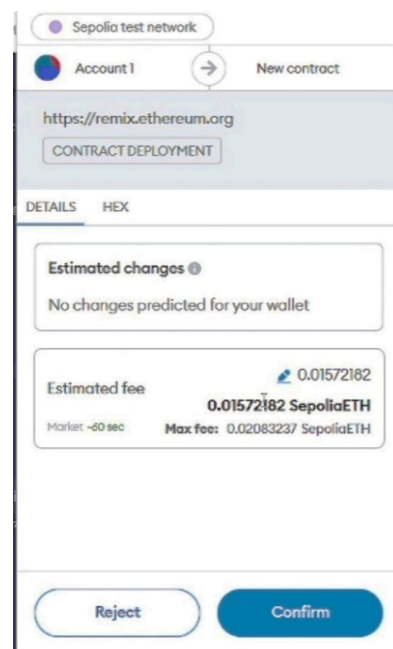 Sepolia test network
Account 1
New contract
https://remix.ethereum.org
CONTRACT DEPLOYMENT
DETAILS HEX
Estimated changes
No changes predicted for your wallet
0.01572182
Estimated fee
0.01572182 SepoliaETH
Market ~60 sec Max fee: 0.02083237 SepoliaETH
Reject Confirm